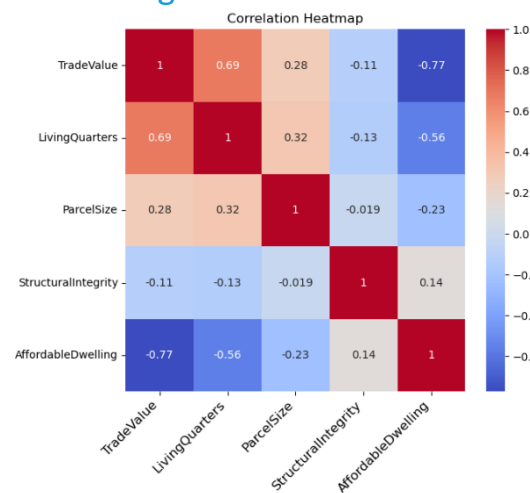 Correlation Heatmap
TradeValue 1 0.69 0.28 -0.11 -0.77
LivingQuarters 0.69 1 0.32 -0.13 -0.56
ParcelSize 0.28 0.32 1 -0.019 -0.23
StructuralIntegrity -0.11 -0.13 -0.019 1 0.14
AffordableDwelling -0.77 -0.56 -0.23 0.14 1
TradeValue
LivingQuarters
ParcelSize
StructuralIntegrity
AffordableDwelling
1.0
0.8
0.6
0.4
0.2
0.0